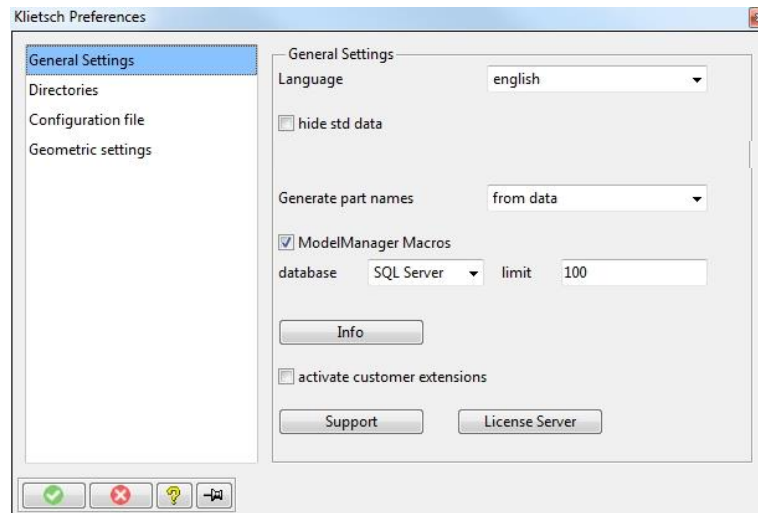 Klietsch Preferences
General Settings
Directories
Configuration file
Geometric settings
General Settings
Language english
hide std data
Generate part names from data
ModelManager Macros
database SQL Server limit 100
Info
activate customer extensions
Support License Server